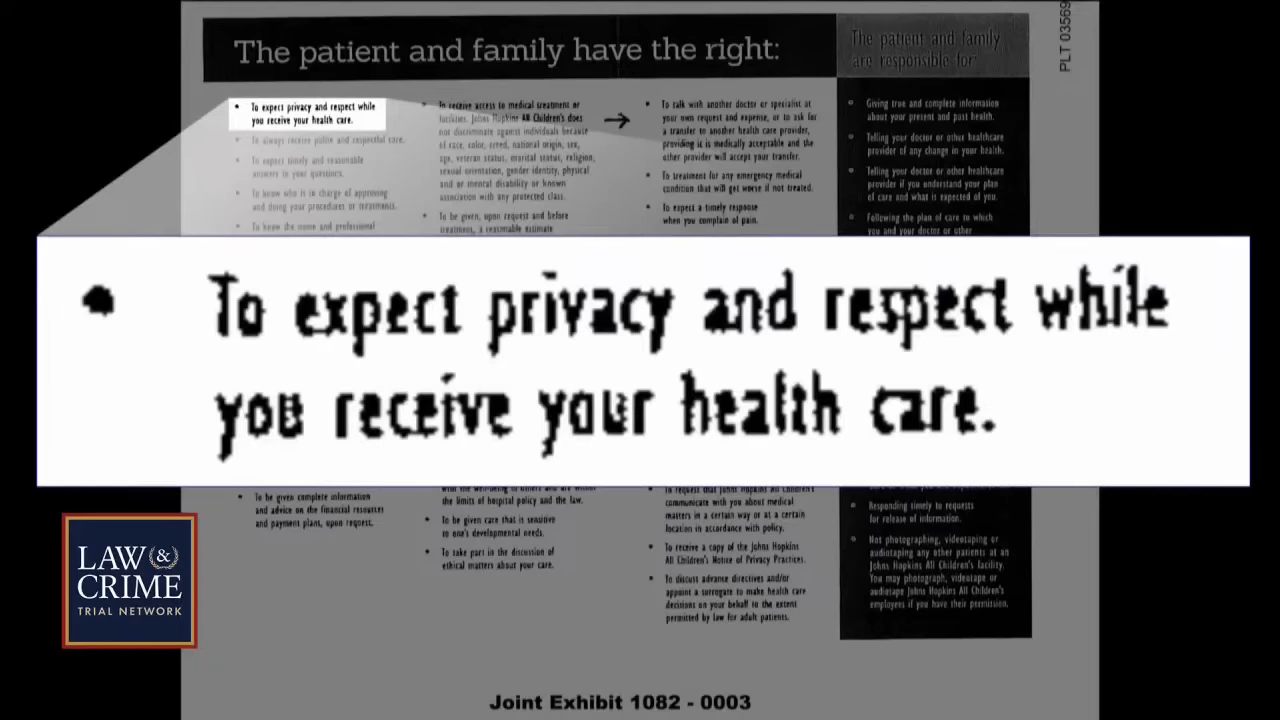 The patient and family have the right:
The patient and family
are responsible for:
PLT 03569
• To expect privacy and respect while
you receive your health care.
• To always receive polite and respectful care.
• To expect timely and reasonable
answers to your questions.
• To know who is in charge of approving
and doing your procedures or treatments.
• To know the name and professional
• To be given complete information
and advice on the financial resources
and payment plans, upon request.
• To receive access to medical treatment or
facilities. Johns Hopkins All Children's does
not discriminate against individuals because
of race, color, creed, national origin, sex,
age, veteran status, marital status, religion,
sexual orientation, gender identity, physical
and or mental disability or known
association with any protected class.
• To be given, upon request and before
treatment, a reasonable estimate
with the well-being of others and are within
the limits of hospital policy and the law.
• To be given care that is sensitive
to one's developmental needs.
• To take part in the discussion of
ethical matters about your care.
→
• To talk with another doctor or specialist at
your own request and expense, or to ask for
a transfer to another health care provider,
providing it is medically acceptable and the
other provider will accept your transfer.
• To treatment for any emergency medical
condition that will get worse if not treated.
• To expect a timely response
when you complain of pain.
• To request that Johns Hopkins All Children's
communicate with you about medical
matters in a certain way or at a certain
location in accordance with policy.
• To receive a copy of the Johns Hopkins
All Children's Notice of Privacy Practices.
• To discuss advance directives and/or
appoint a surrogate to make health care
decisions on your behalf to the extent
permitted by law for adult patients.
Giving true and complete information
about your present and past health.
Telling your doctor or other healthcare
provider of any change in your health.
Telling your doctor or other healthcare
provider if you understand your plan
of care and what is expected of you.
Following the plan of care to which
you and your doctor or other
Responding timely to requests
for release of information.
Not photographing, videotaping or
audiotaping any other patients at an
Johns Hopkins All Children's facility.
You may photograph, videotape or
audiotape Johns Hopkins All Children's
employees if you have their permission.
• To expect privacy and respect while
you receive your health care.
LAW &
CRIME
TRIAL NETWORK
Joint Exhibit 1082 - 0003